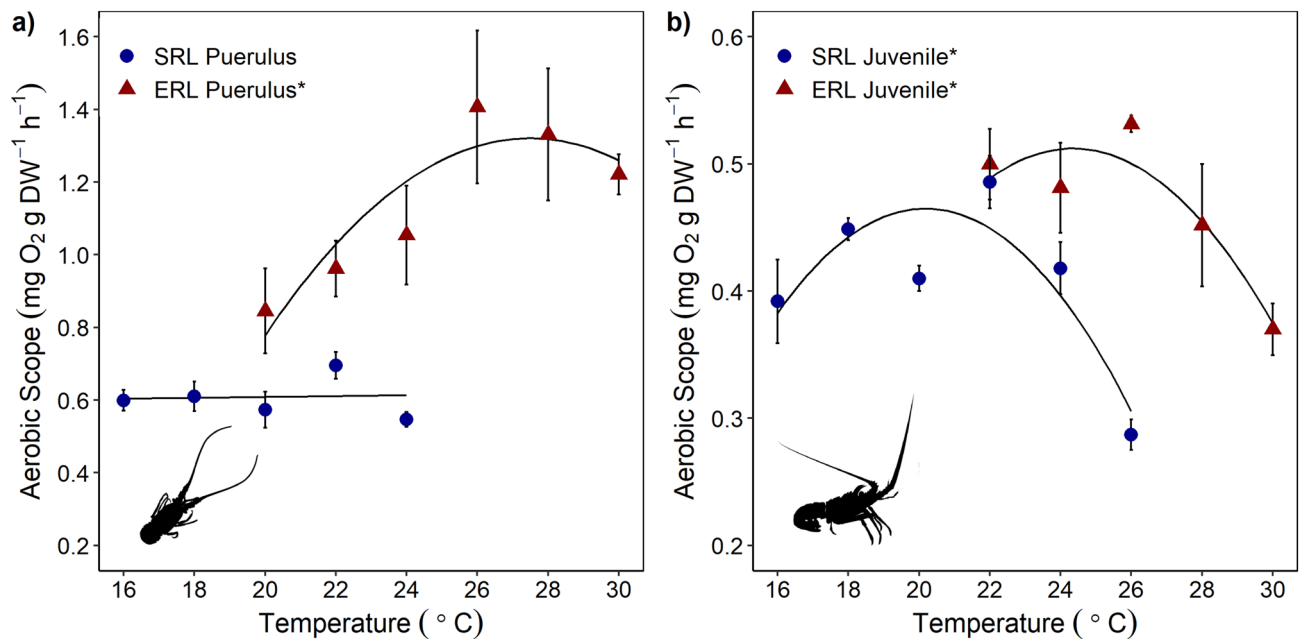 a)
SRL Puerulus
ERL Puerulus*
1.6
1.4
1.2
1.0
0.8
0.6
0.4
0.2
Aerobic Scope (mg O₂ g DW⁻¹ h⁻¹)
16 18 20 22 24 26 28 30
Temperature ( ° C)
b)
SRL Juvenile*
ERL Juvenile*
0.6
0.5
0.4
0.3
0.2
Aerobic Scope (mg O₂ g DW⁻¹ h⁻¹)
16 18 20 22 24 26 28 30
Temperature ( ° C)